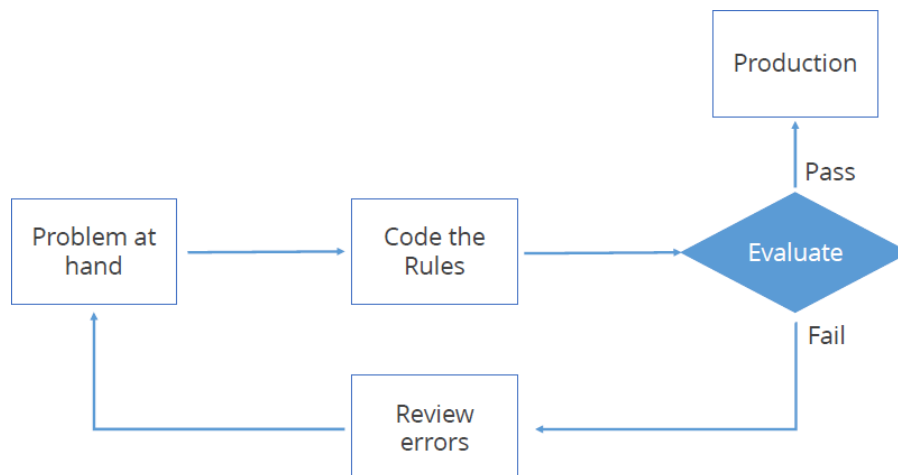 Production
Pass
Problem at
hand
Code the
Rules
Evaluate
Fail
Review
errors